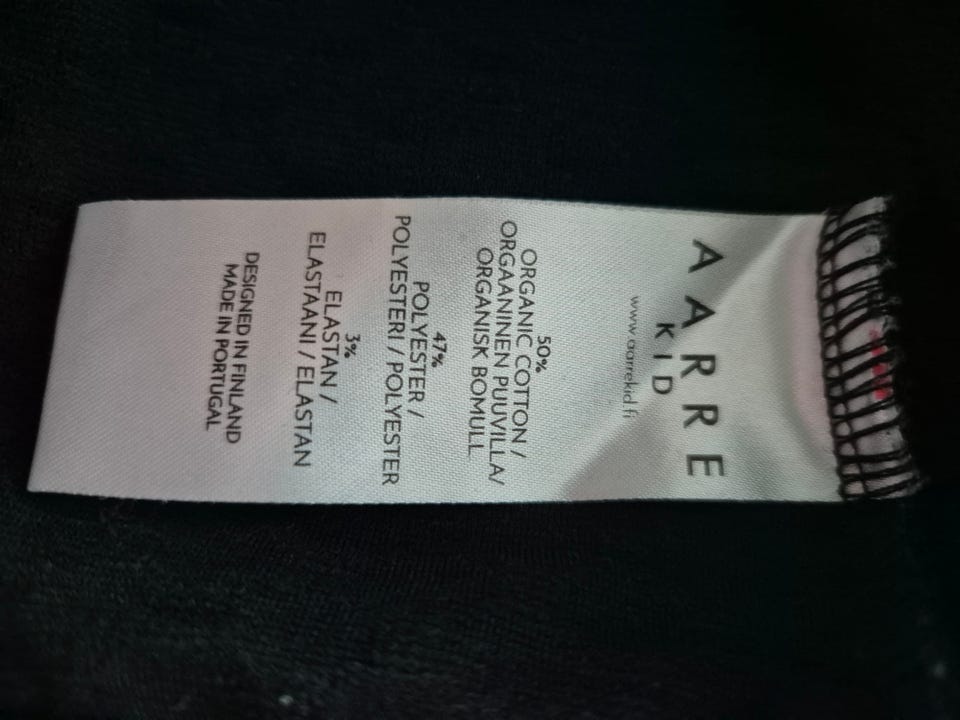 AARRE
KID
www.aarrekid.fi
50%
ORGANIC COTTON /
ORGAANINEN PUUVILLA/
ORGANISK BOMULL
47%
POLYESTER /
POLYESTERI / POLYESTER
3%
ELASTAN /
ELASTAANI / ELASTAN
DESIGNED IN FINLAND
MADE IN PORTUGAL